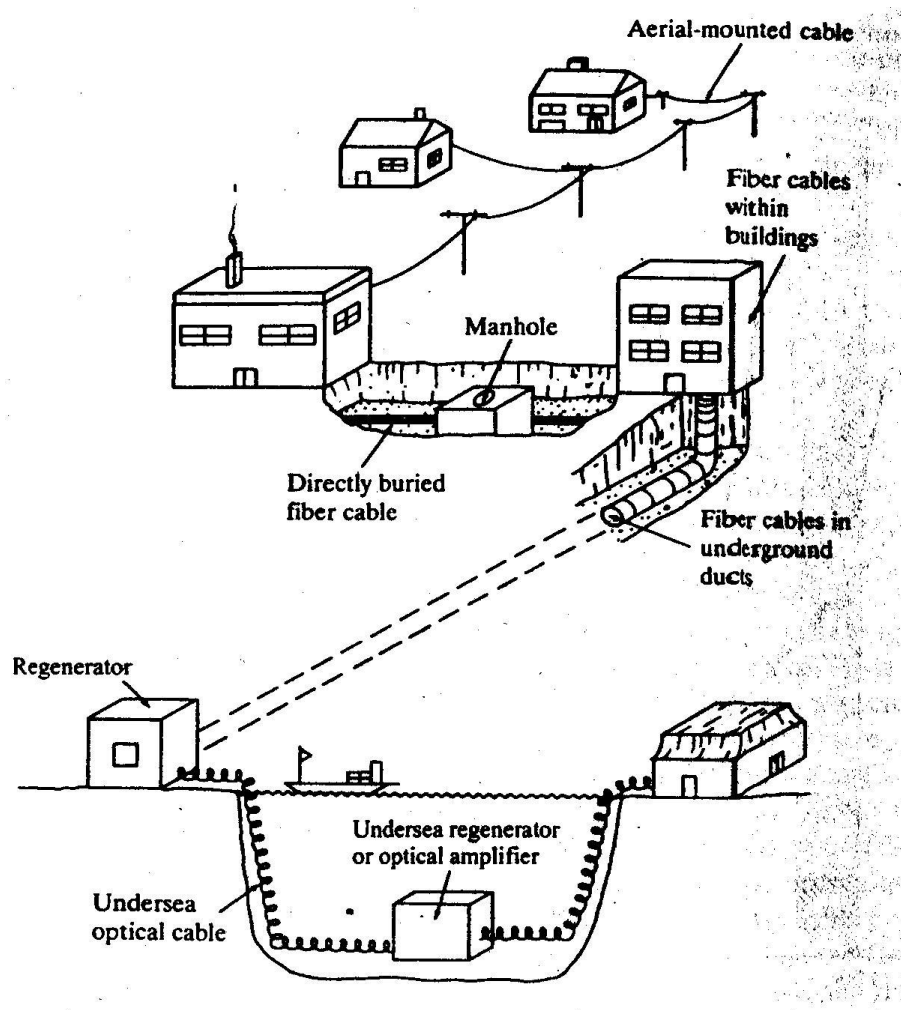 Aerial-mounted cable
Fiber cables
within
buildings
Manhole
Directly buried
fiber cable
Fiber cables in
underground
ducts
Regenerator
Undersea regenerator
or optical amplifier
Undersea
optical cable